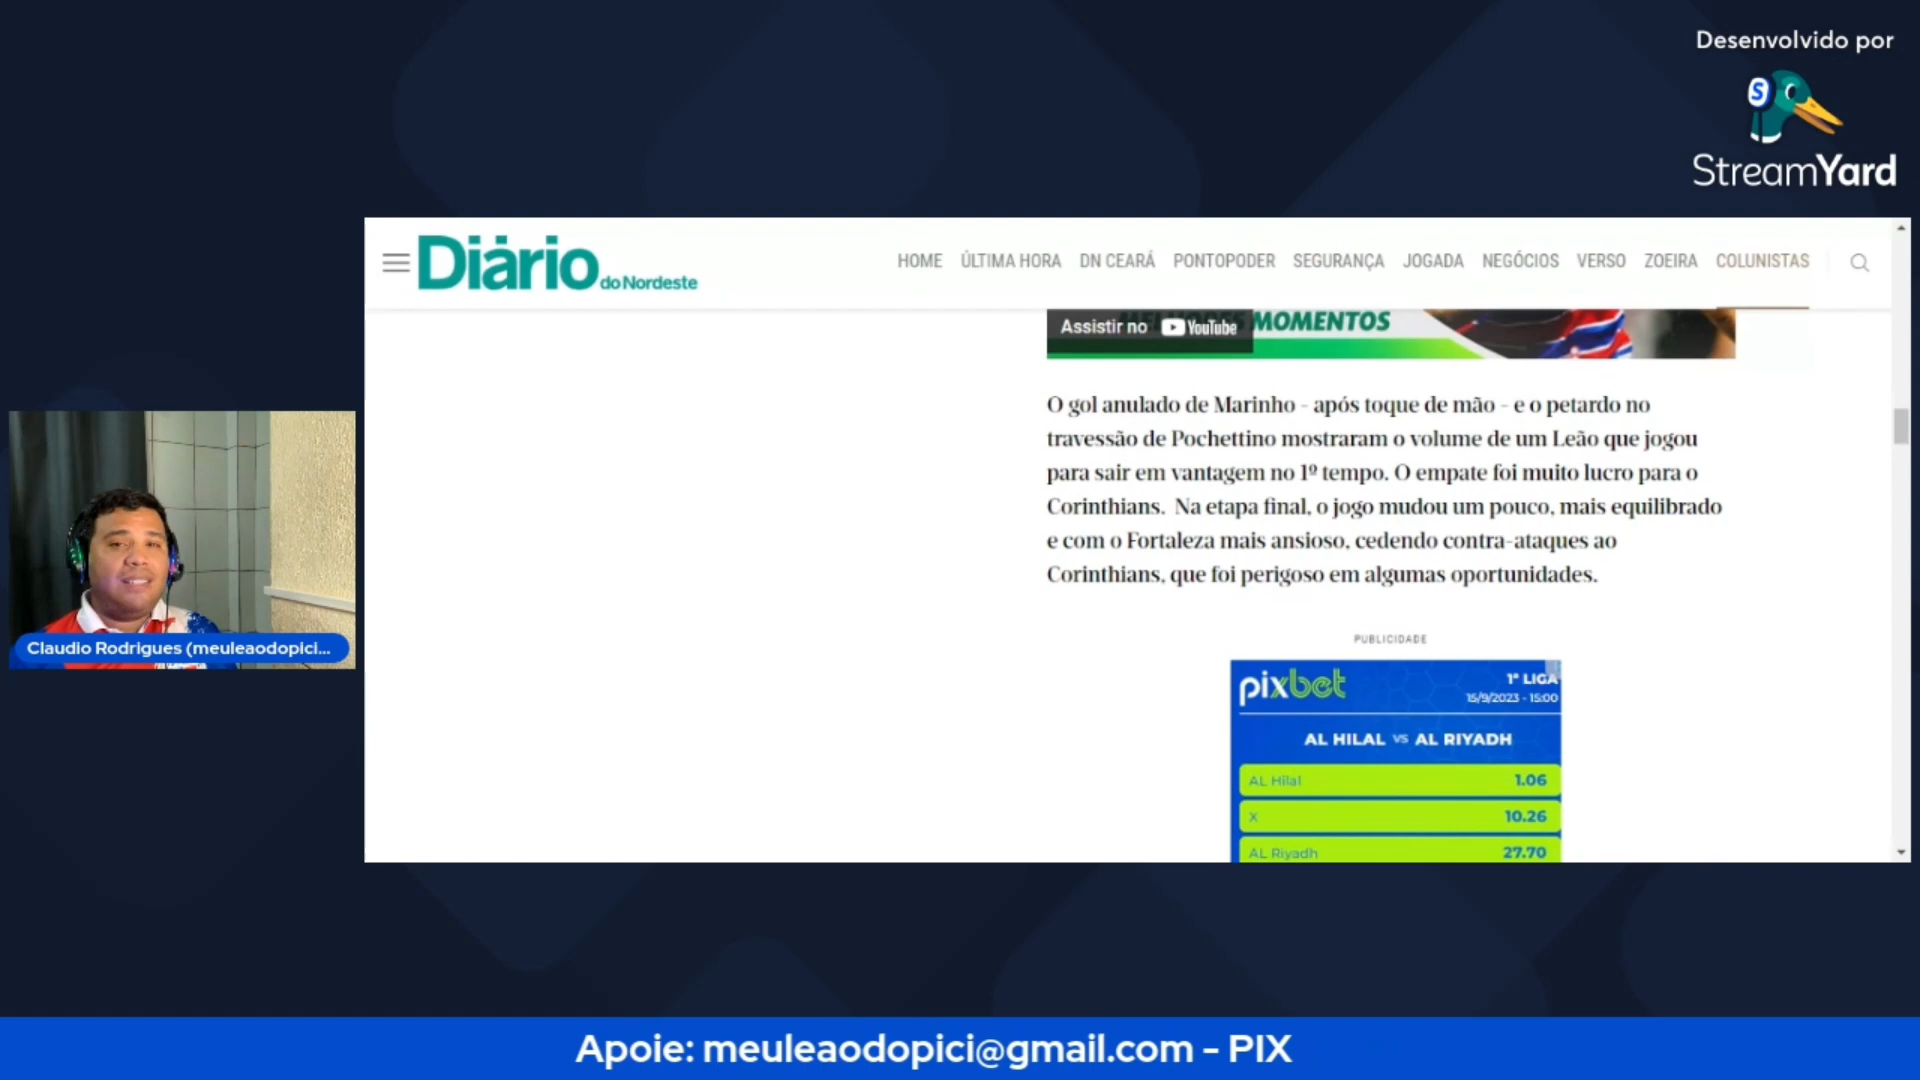 Desenvolvido por
StreamYard
Diário do Nordeste
HOME ÚLTIMA HORA DN CEARÁ PONTOPODER SEGURANÇA JOGADA NEGÓCIOS VERSO ZOEIRA COLUNISTAS
Assistir no YouTube
MELHORES MOMENTOS
O gol anulado de Marinho - após toque de mão - e o petardo no
travessão de Pochettino mostraram o volume de um Leão que jogou
para sair em vantagem no 1º tempo. O empate foi muito lucro para o
Corinthians. Na etapa final, o jogo mudou um pouco, mais equilibrado
e com o Fortaleza mais ansioso, cedendo contra-ataques ao
Corinthians, que foi perigoso em algumas oportunidades.
PUBLICIDADE
pixbet
1ª LIGA
15/9/2023 - 15:00
AL HILAL VS AL RIYADH
AL Hilal 1.06
X 10.26
AL Riyadh 27.70
Claudio Rodrigues (meuleaodopici...
Apoie: meuleaodopici@gmail.com - PIX